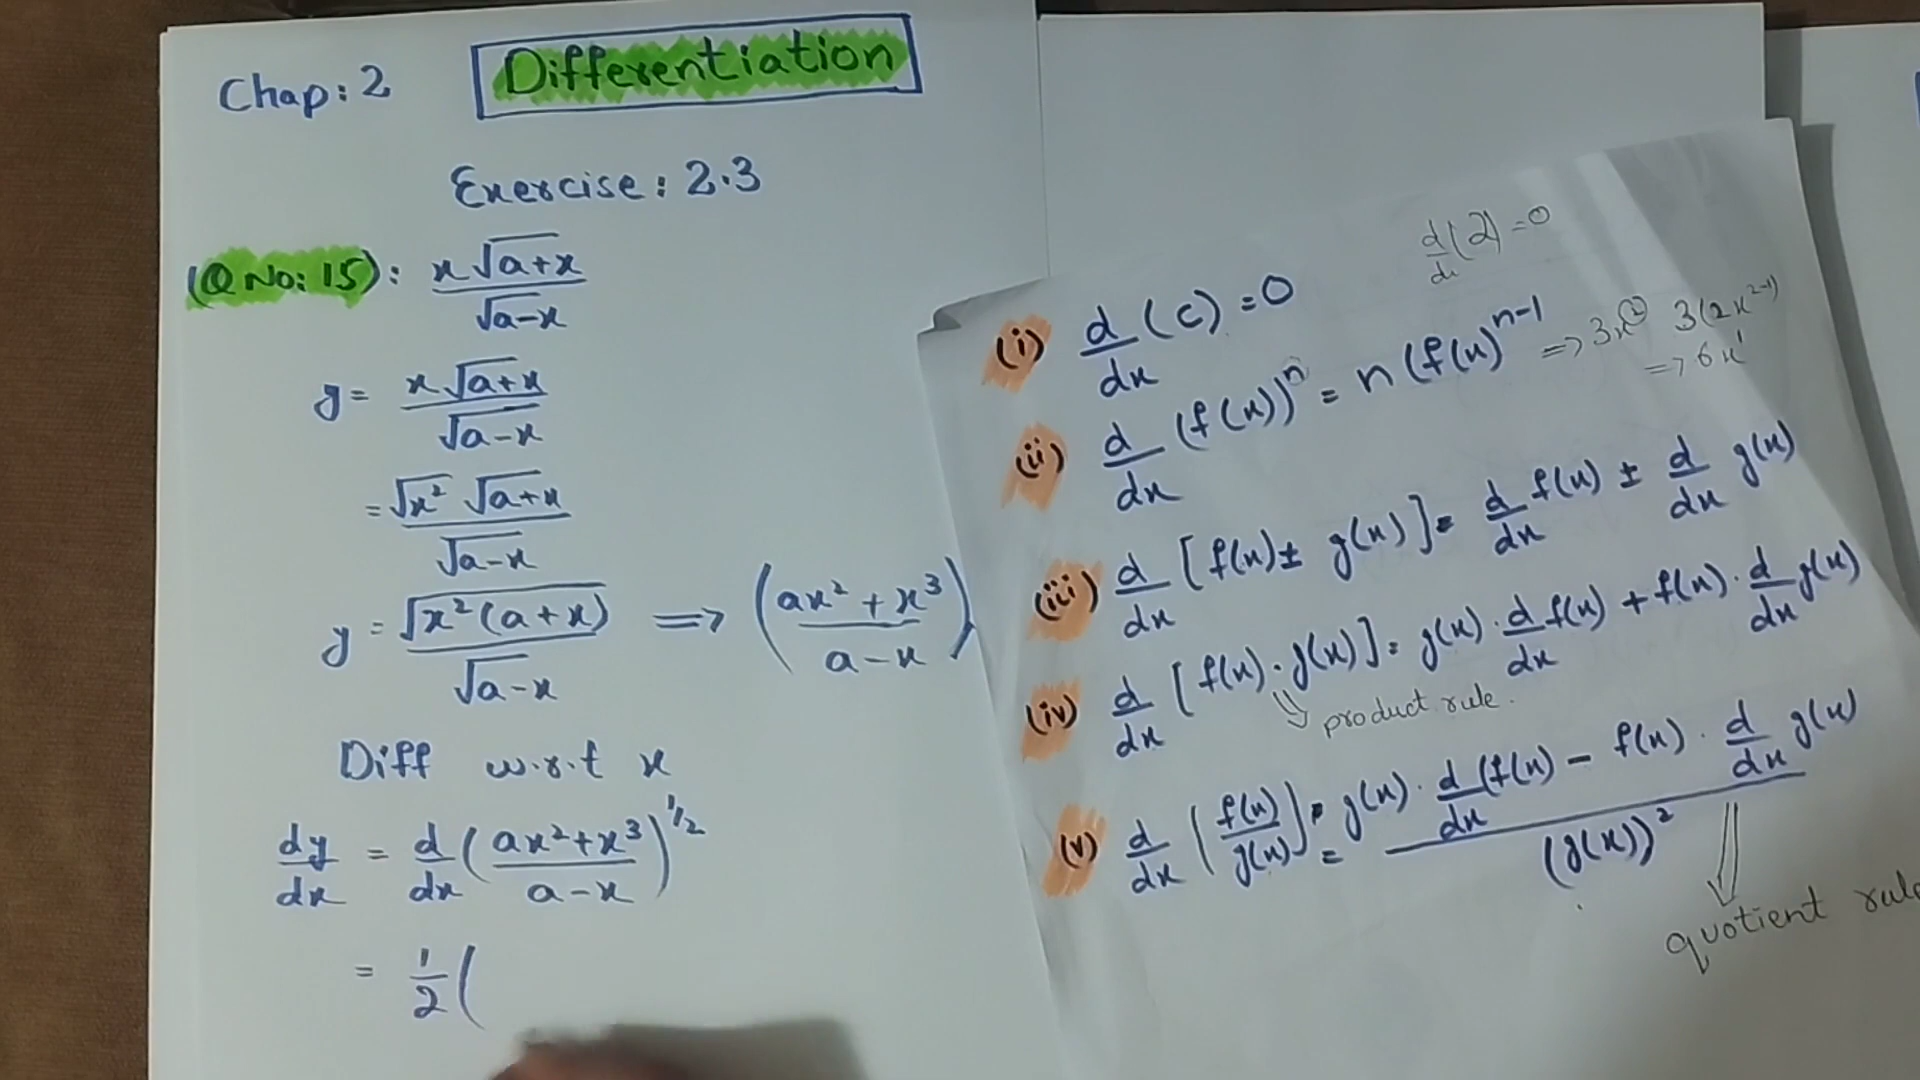 Chap: 2 Differentiation
Exercise: 2.3
(Q No: 15): x√(a+x) / √(a-x)
y = x√(a+x) / √(a-x)
= √x² √(a+x) / √(a-x)
y = √(x²(a+x)) / √(a-x) => ((ax²+x³) / (a-x))
Diff w.r.t x
dy/dx = d/dx ((ax²+x³) / (a-x))^1/2
= 1/2 (
d/dx (2) = 0
(i) d/dx (c) = 0
(ii) d/dx (f(x))ⁿ = n(f(x)ⁿ⁻¹ => 3x² 3(2x²⁻¹)
=> 6x¹
(iii) d/dx [f(x) ± g(x)] = d/dx f(x) ± d/dx g(x)
(iv) d/dx [f(x) · g(x)] = g(x) · d/dx f(x) + f(x) · d/dx g(x)
product rule.
(v) d/dx (f(x)/g(x)) = g(x) · d/dx (f(x) - f(x) · d/dx g(x) / (g(x))²
quotient rule